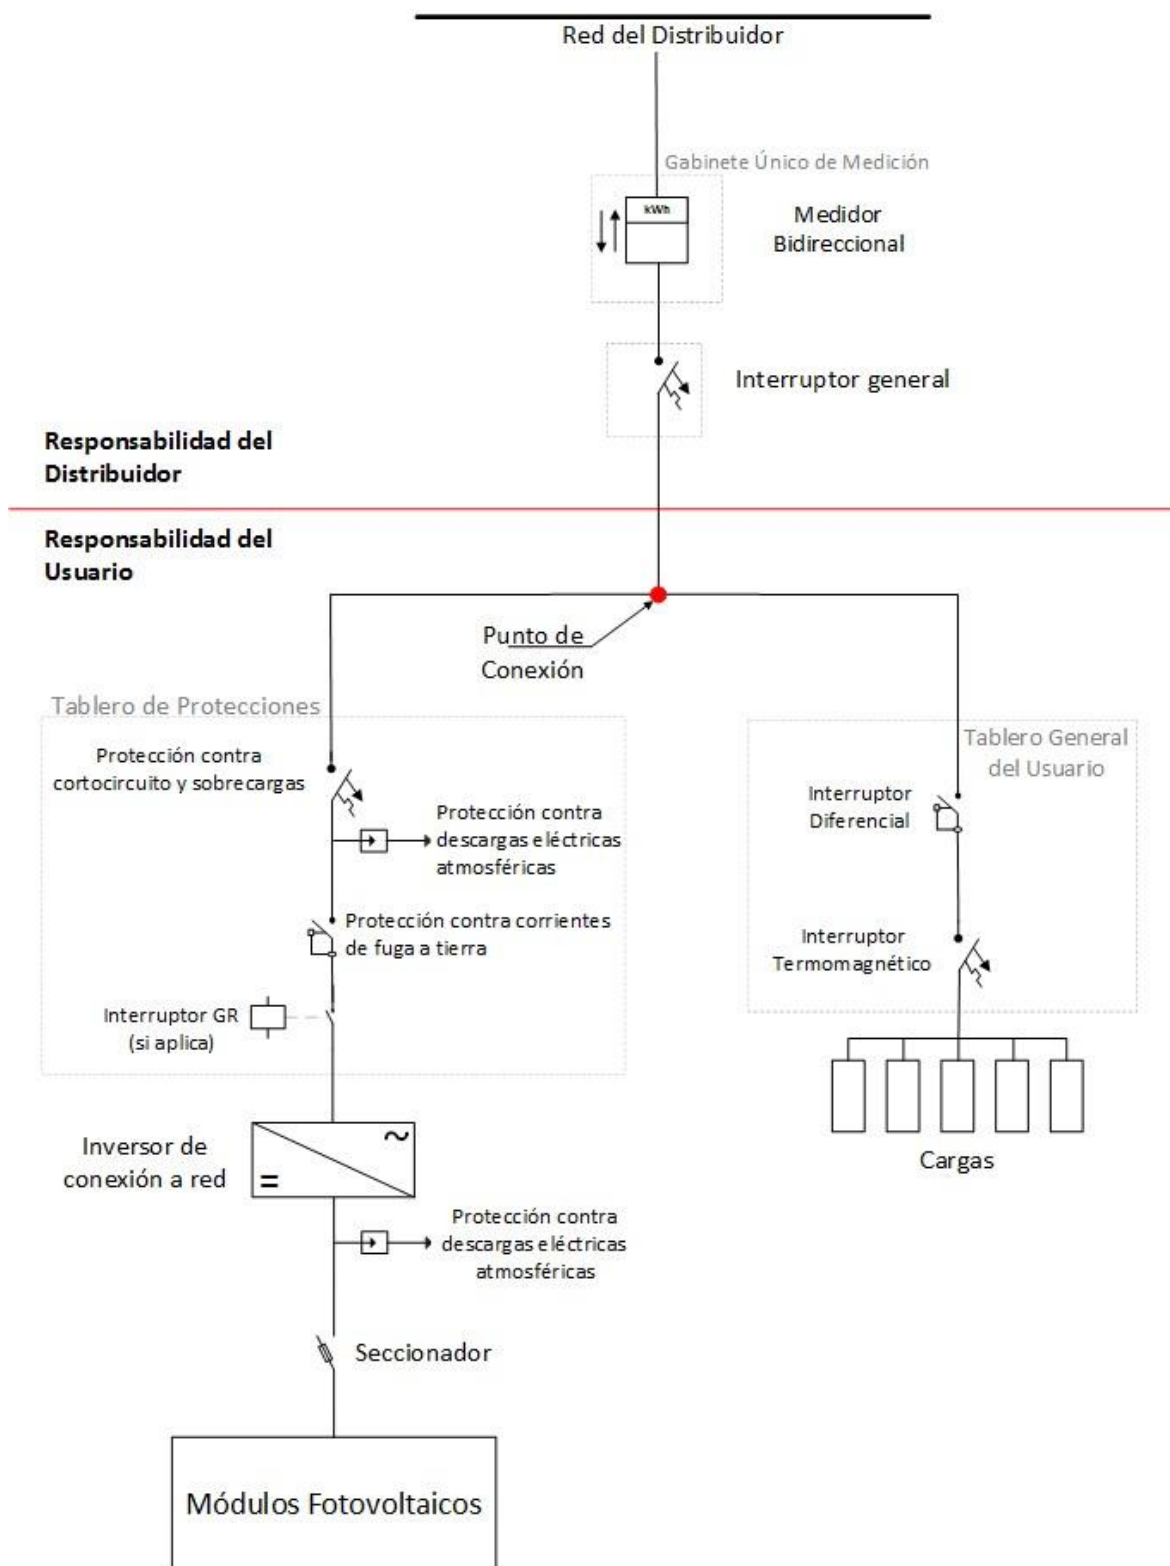 Red del Distribuidor
Gabinete Único de Medición
kWh
Medidor
Bidireccional
Interruptor general
Responsabilidad del
Distribuidor
Responsabilidad del
Usuario
Punto de
Conexión
Tablero de Protecciones
Protección contra
cortocircuito y sobrecargas
Protección contra
descargas eléctricas
atmosféricas
Protección contra corrientes
de fuga a tierra
Interruptor GR
(si aplica)
Tablero General
del Usuario
Interruptor
Diferencial
Interruptor
Termomagnético
Cargas
Inversor de
conexión a red
Protección contra
descargas eléctricas
atmosféricas
Seccionador
Módulos Fotovoltaicos